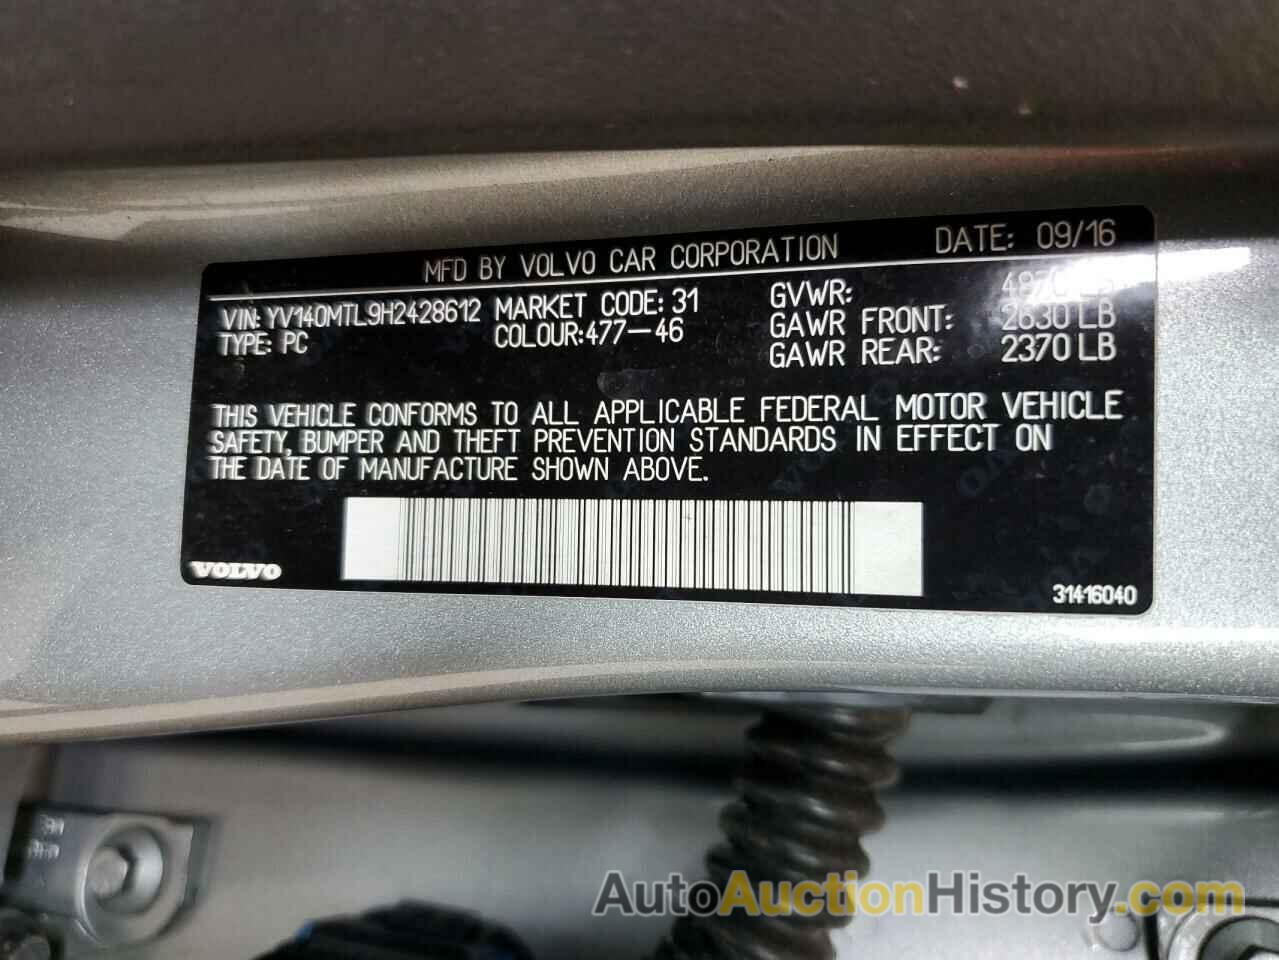 MFD BY VOLVO CAR CORPORATION DATE: 09/16
VIN: YV140MTL9H2428612 MARKET CODE: 31 GVWR: 4870 LB
TYPE: PC COLOUR:477-46 GAWR FRONT: 2630 LB
GAWR REAR: 2370 LB
THIS VEHICLE CONFORMS TO ALL APPLICABLE FEDERAL MOTOR VEHICLE
SAFETY, BUMPER AND THEFT PREVENTION STANDARDS IN EFFECT ON
THE DATE OF MANUFACTURE SHOWN ABOVE.
VOLVO
31416040
AutoAuctionHistory.com